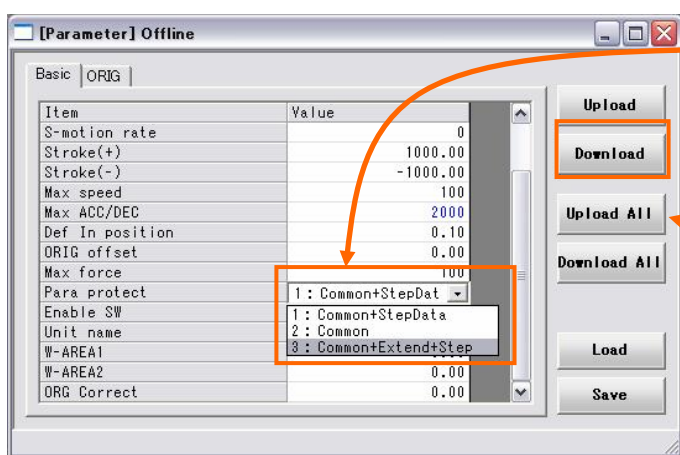 [Parameter] Offline
Basic
ORIG
Item Value
S-motion rate 0
Stroke(+) 1000.00
Stroke(-) -1000.00
Max speed 100
Max ACC/DEC 2000
Def In position 0.10
ORIG offset 0.00
Max force 100
Para protect 1 : Common+StepDat
Enable SW 1 : Common+StepData
Unit name 2 : Common
W-AREA1 3 : Common+Extend+Step
W-AREA2 0.00
ORG Correct 0.00
Upload
Download
Upload All
Download All
Load
Save